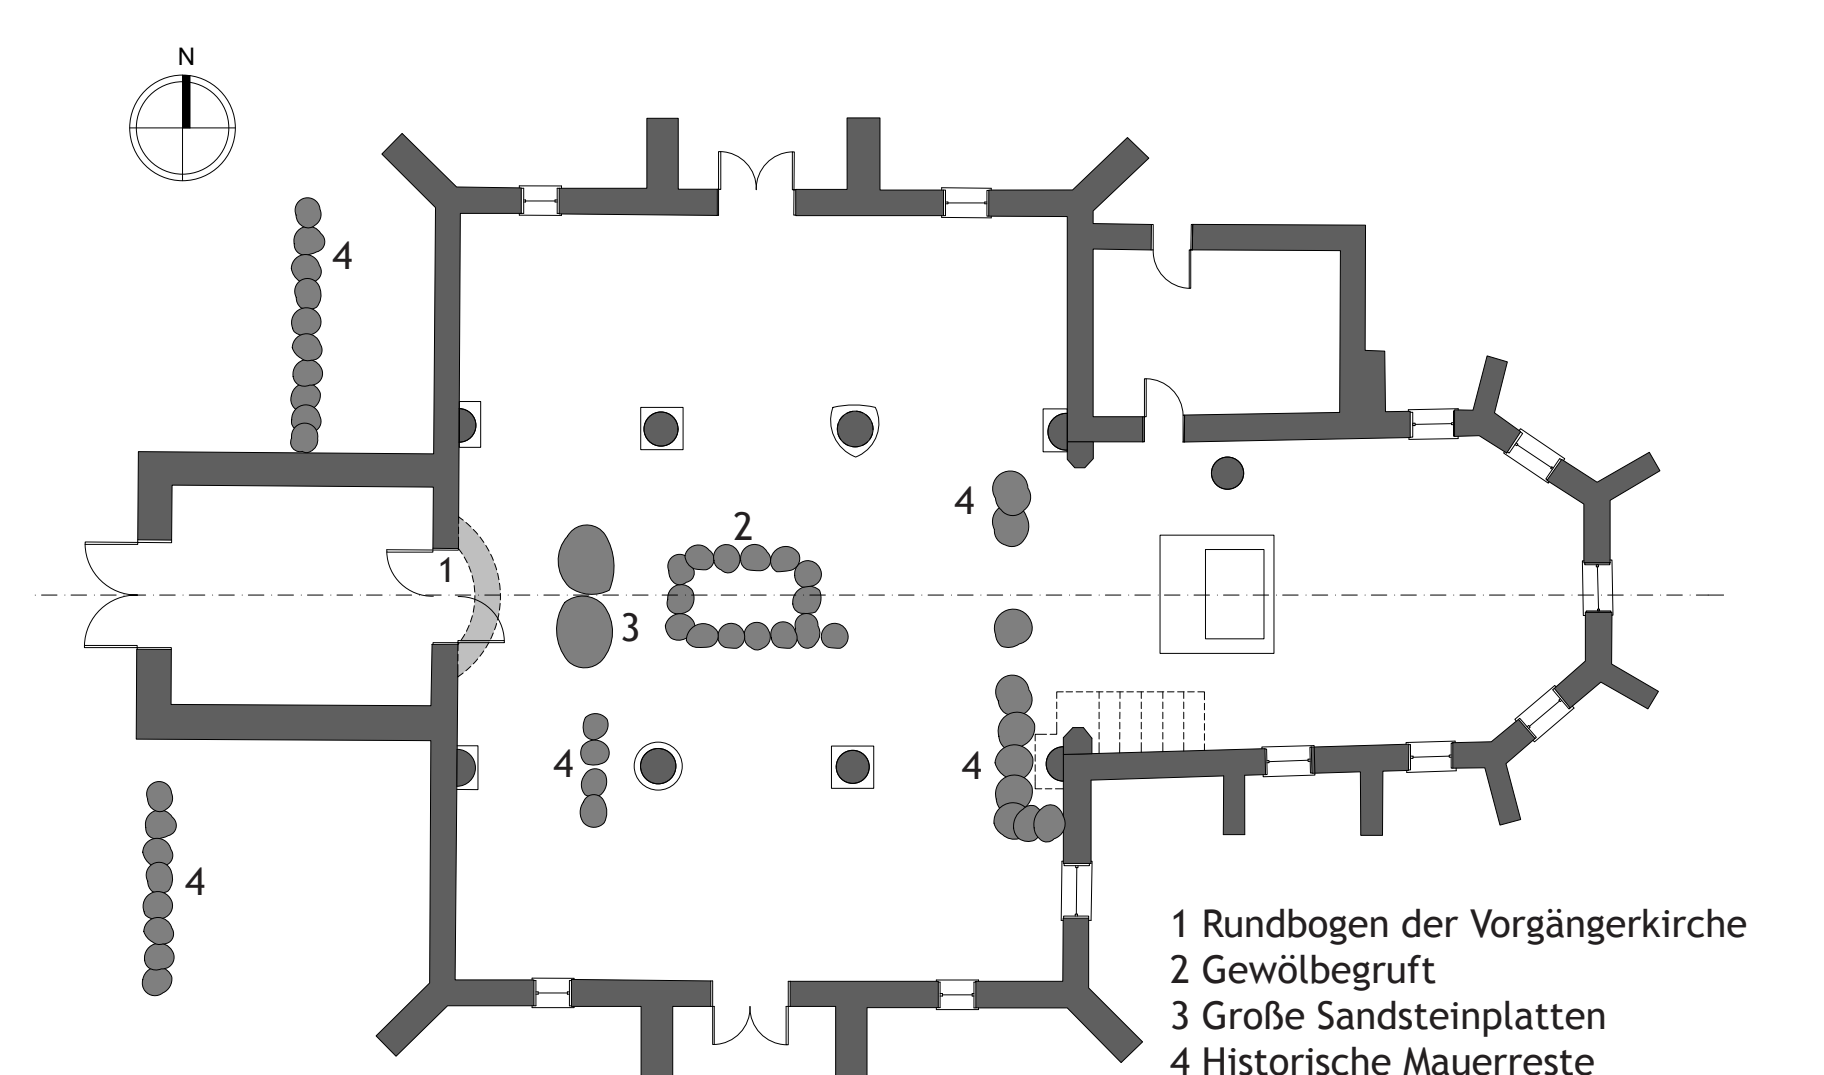 N
4
4
2
1
3
4
4
4
1 Rundbogen der Vorgängerkirche
2 Gewölbegruft
3 Große Sandsteinplatten
4 Historische Mauerreste